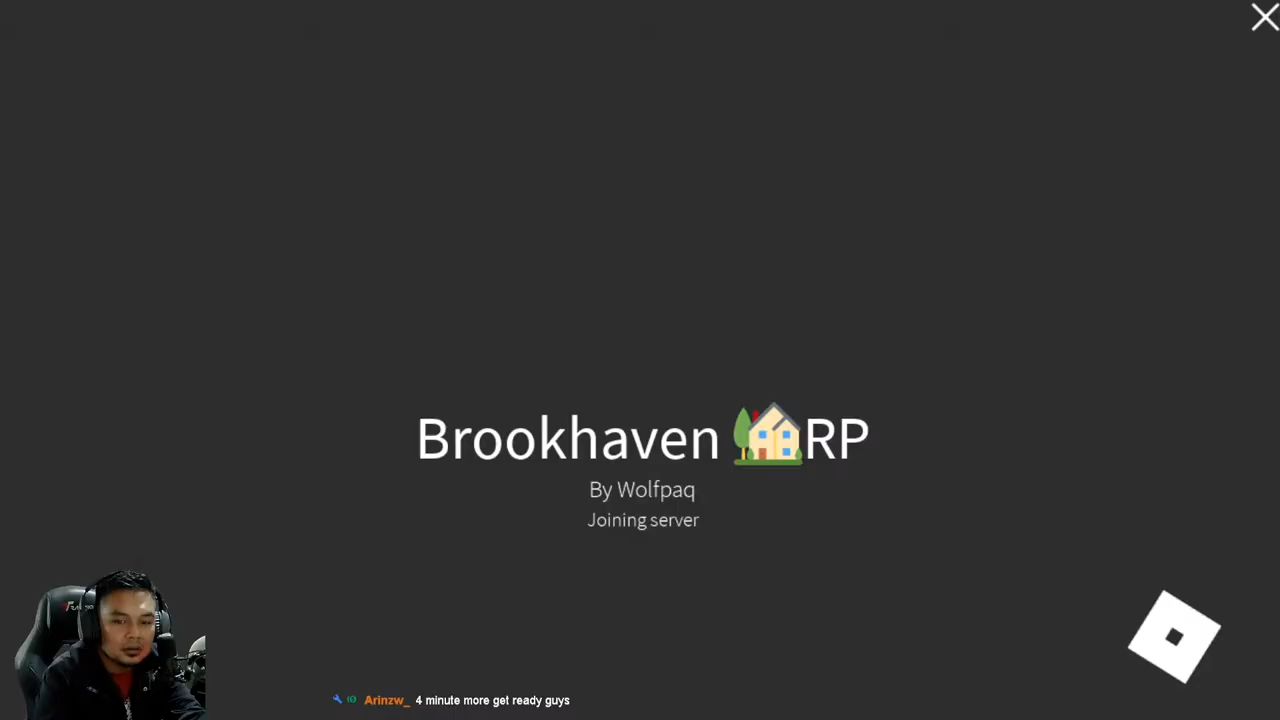 Brookhaven 🏡RP
By Wolfpaq
Joining server
Arinzw_ 4 minute more get ready guys